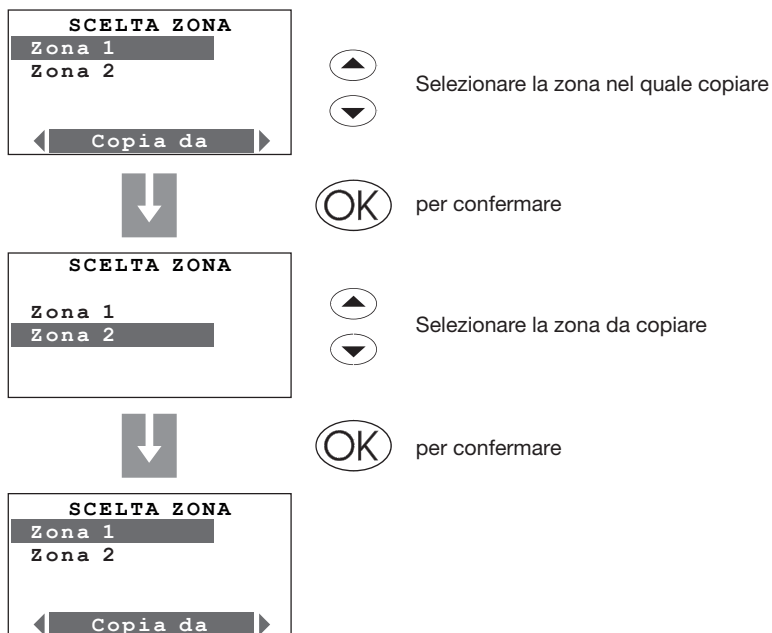 SCELTA ZONA
Zona 1
Zona 2
Copia da
Selezionare la zona nel quale copiare
OK
per confermare
SCELTA ZONA
Zona 1
Zona 2
Selezionare la zona da copiare
OK
per confermare
SCELTA ZONA
Zona 1
Zona 2
Copia da